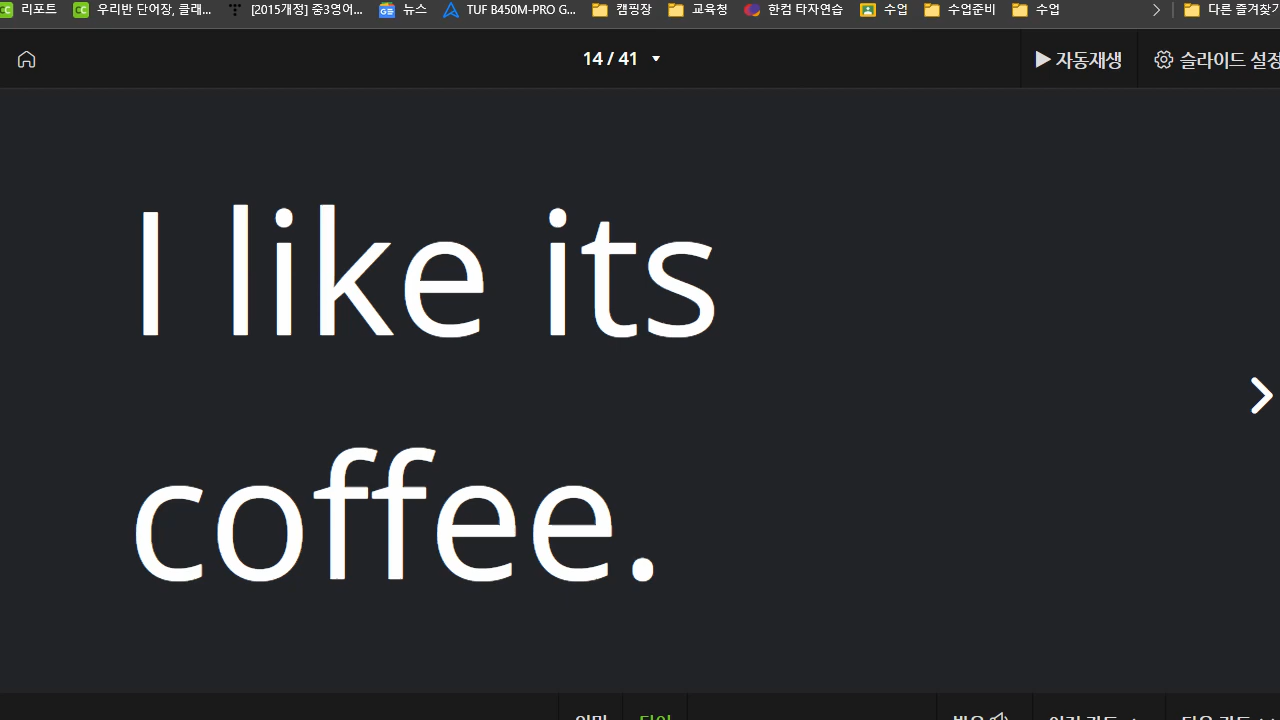 리포트 우리반 단어장, 클래... [2015개정] 중3영어... 뉴스 TUF B450M-PRO G... 캠핑장 교육청 한컴 타자연습 수업 수업준비 수업 다른 즐겨찾기
14 / 41 자동재생 슬라이드 설정
I like its
coffee.